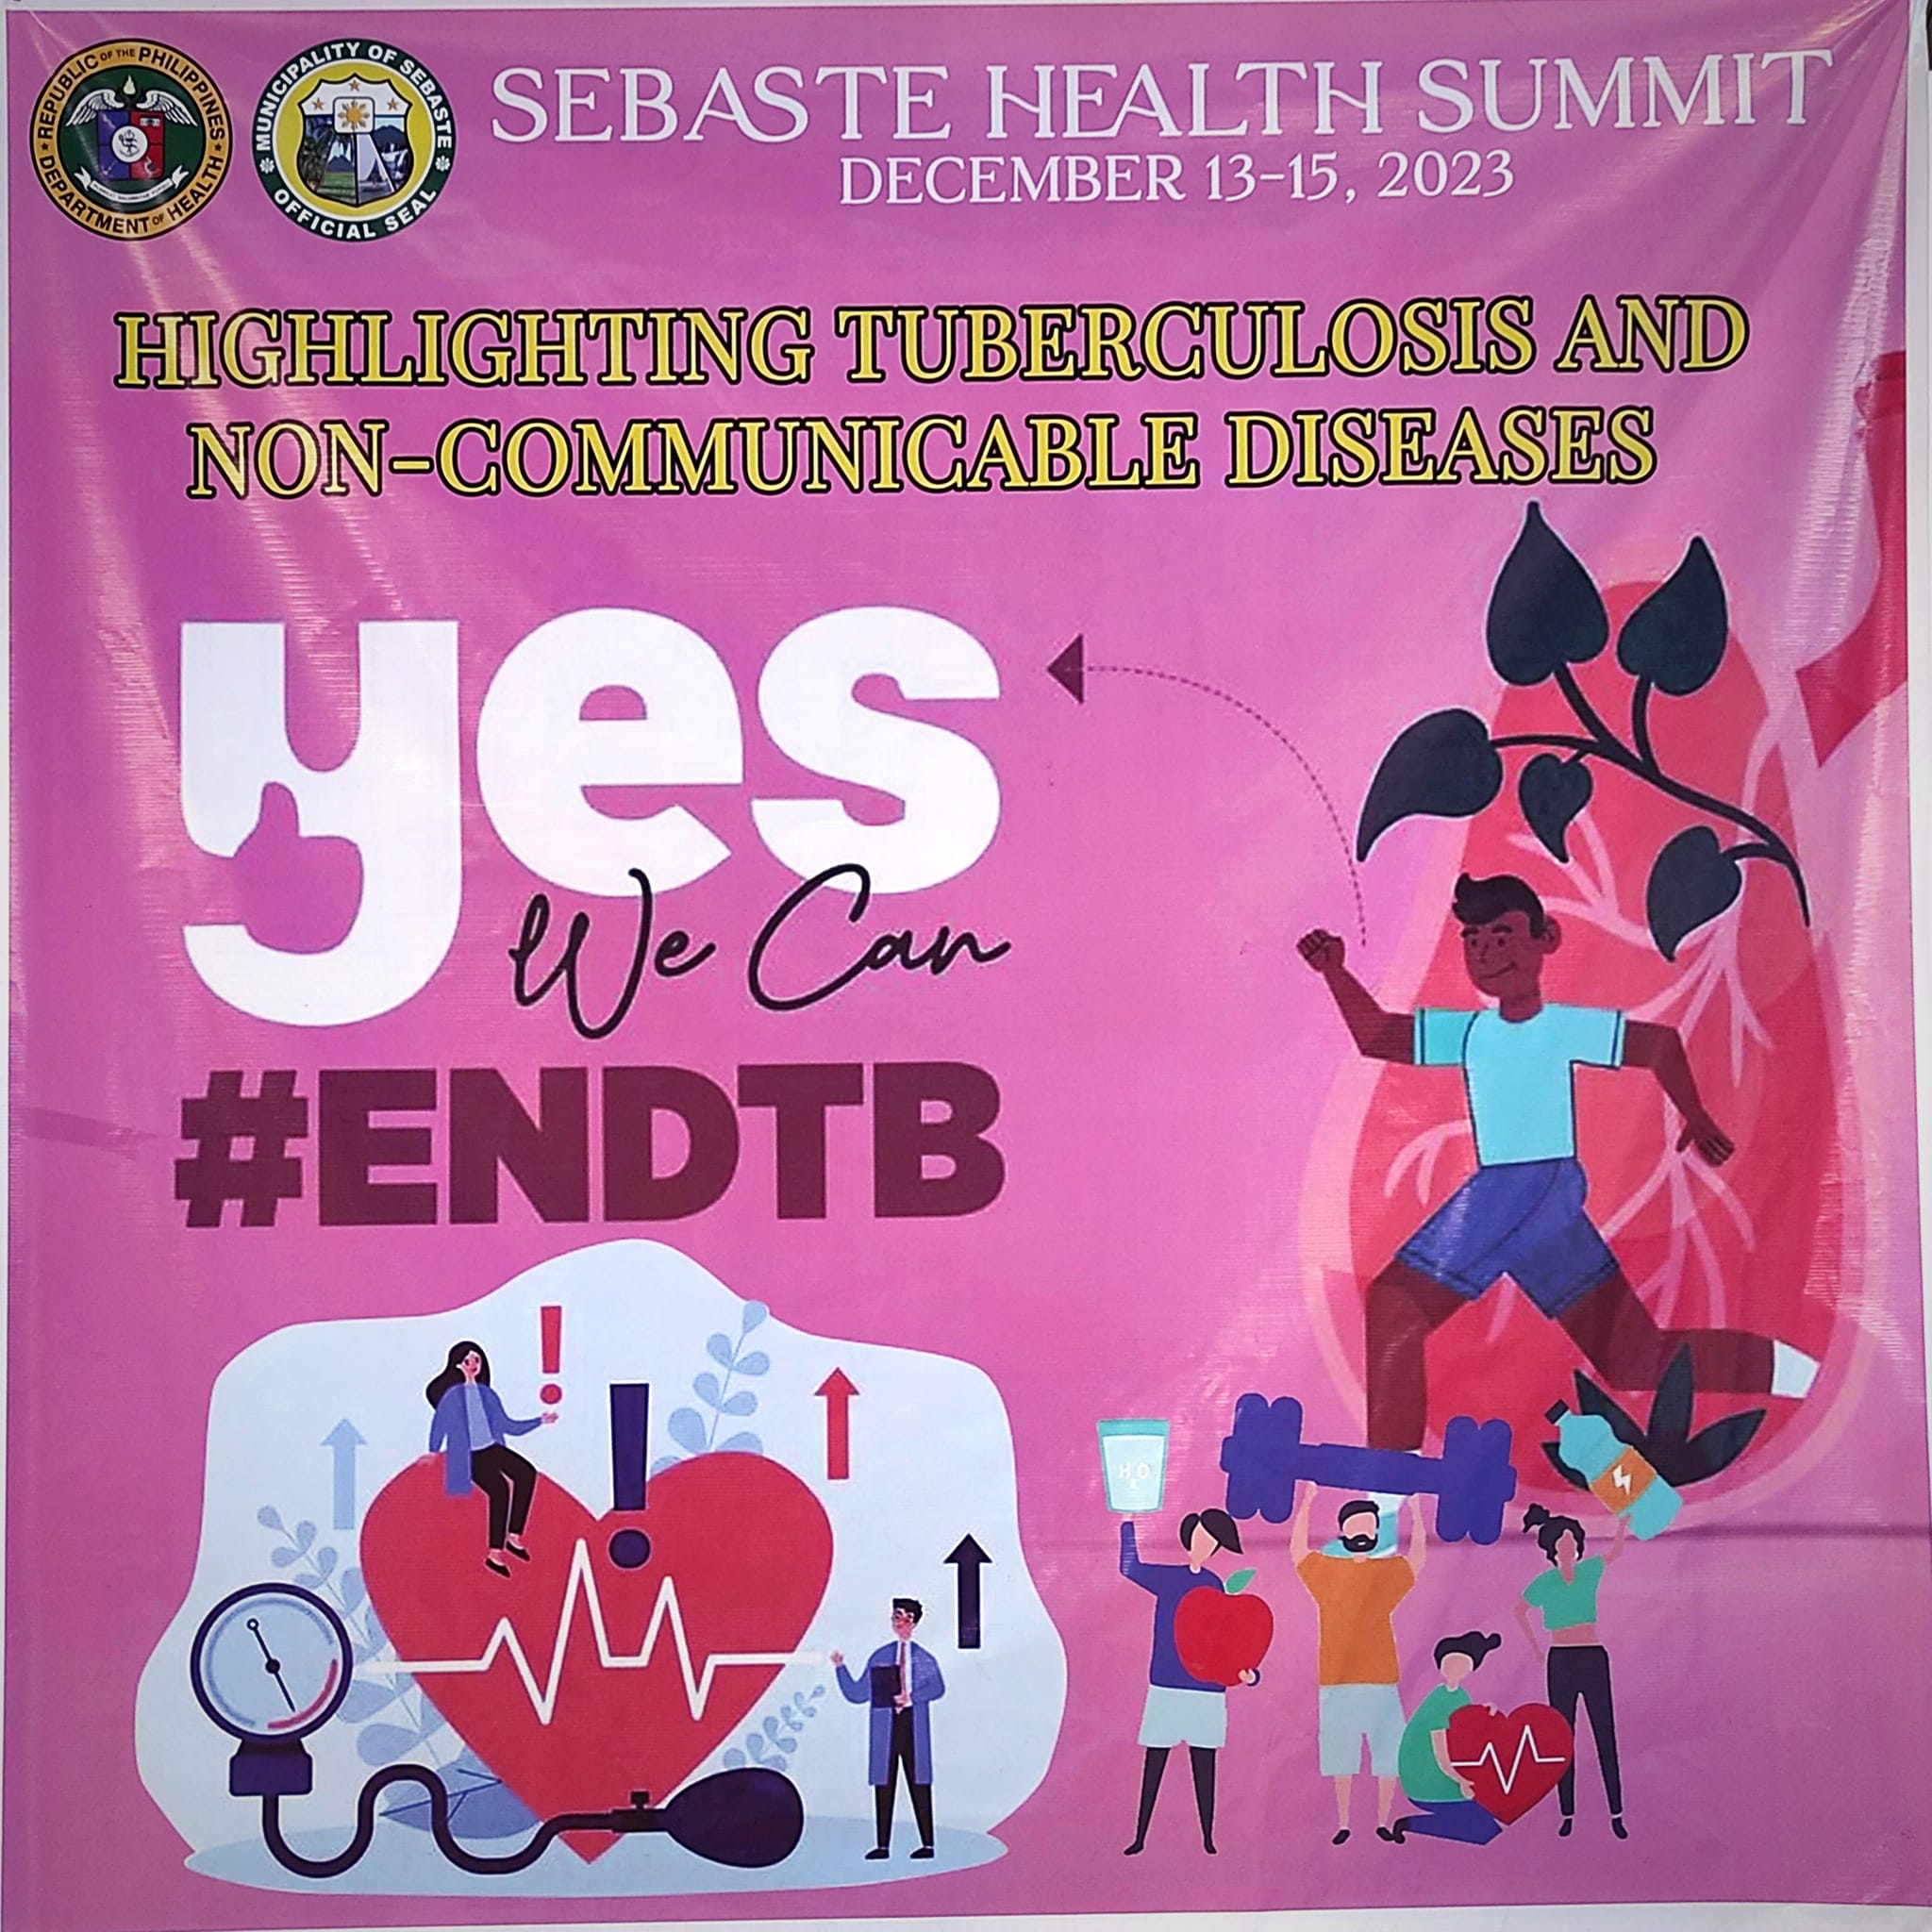 REPUBLIC OF THE PHILIPPINES
DEPARTMENT OF HEALTH
MUNICIPALITY OF SEBASTE
OFFICIAL SEAL
SEBASTE HEALTH SUMMIT
DECEMBER 13-15, 2023
HIGHLIGHTING TUBERCULOSIS AND
NON-COMMUNICABLE DISEASES
yes
We Can
#ENDTB